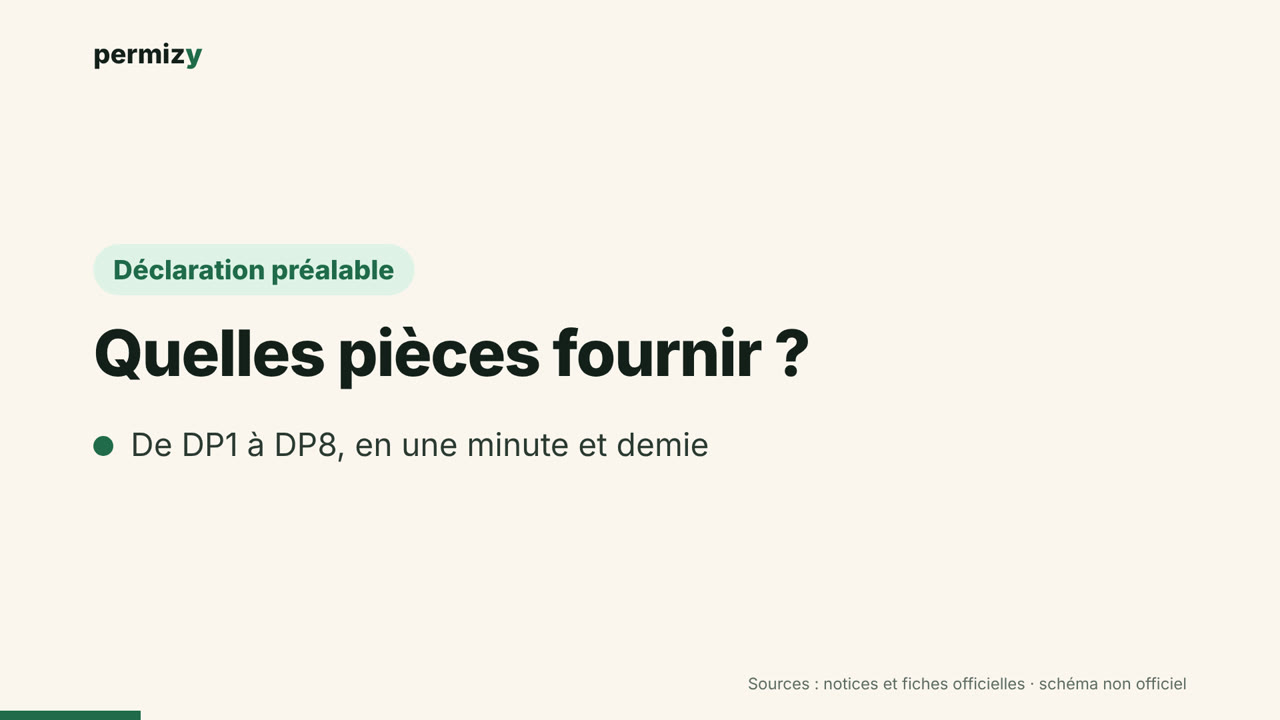 permizy
Déclaration préalable
Quelles pièces fournir ?
De DP1 à DP8, en une minute et demie
Sources : notices et fiches officielles · schéma non officiel